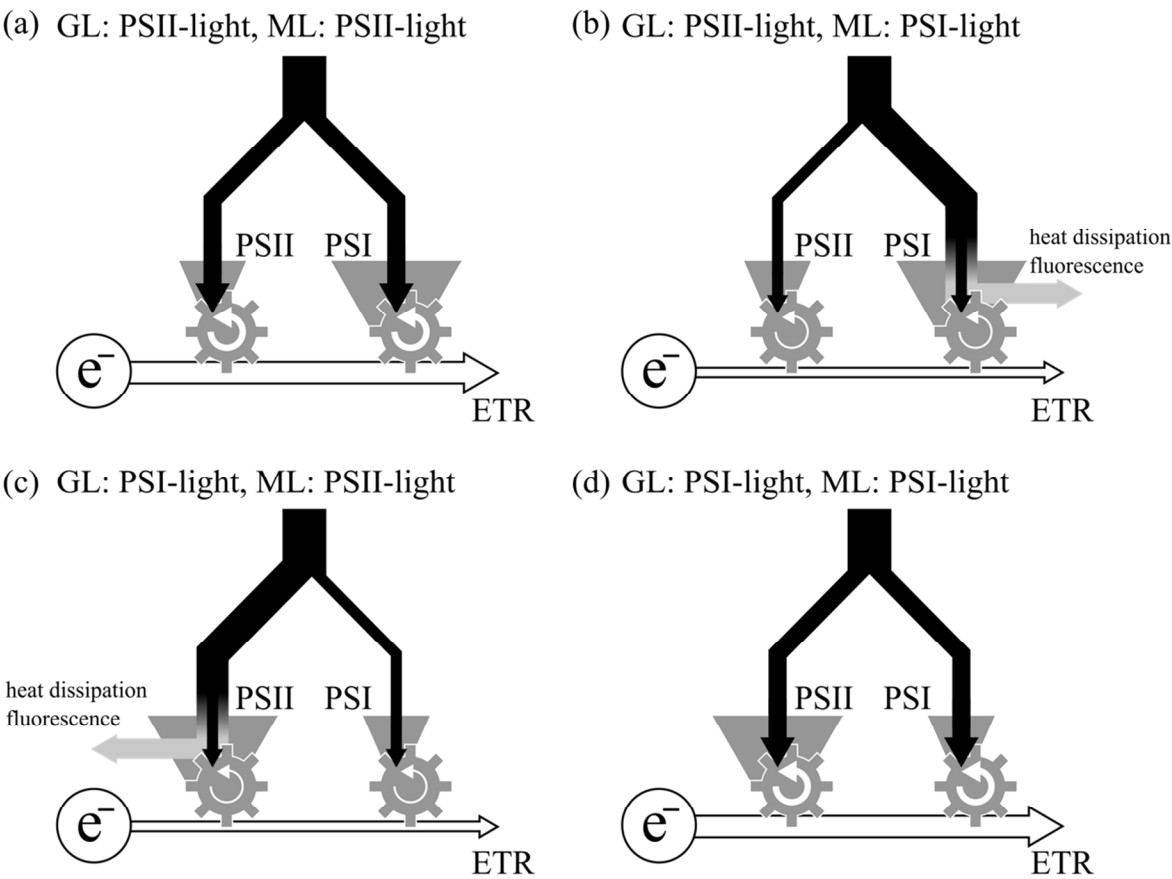 (a) GL: PSII-light, ML: PSII-light
PSII PSI
e⁻
ETR
(b) GL: PSII-light, ML: PSI-light
PSII PSI
heat dissipation
fluorescence
e⁻
ETR
(c) GL: PSI-light, ML: PSII-light
PSII PSI
heat dissipation
fluorescence
e⁻
ETR
(d) GL: PSI-light, ML: PSI-light
PSII PSI
e⁻
ETR